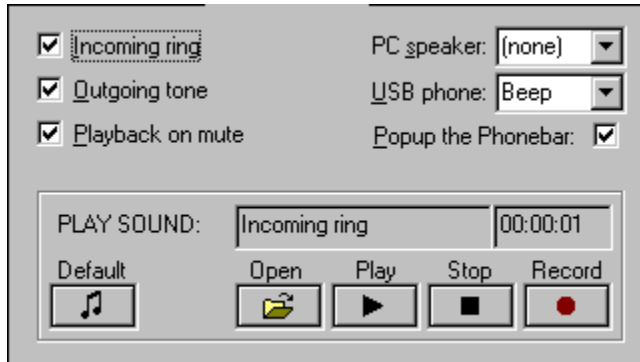 Incoming ring PC speaker: (none)
Outgoing tone USB phone: Beep
Playback on mute Popup the Phonebar:
PLAY SOUND: Incoming ring 00:00:01
Default Open Play Stop Record